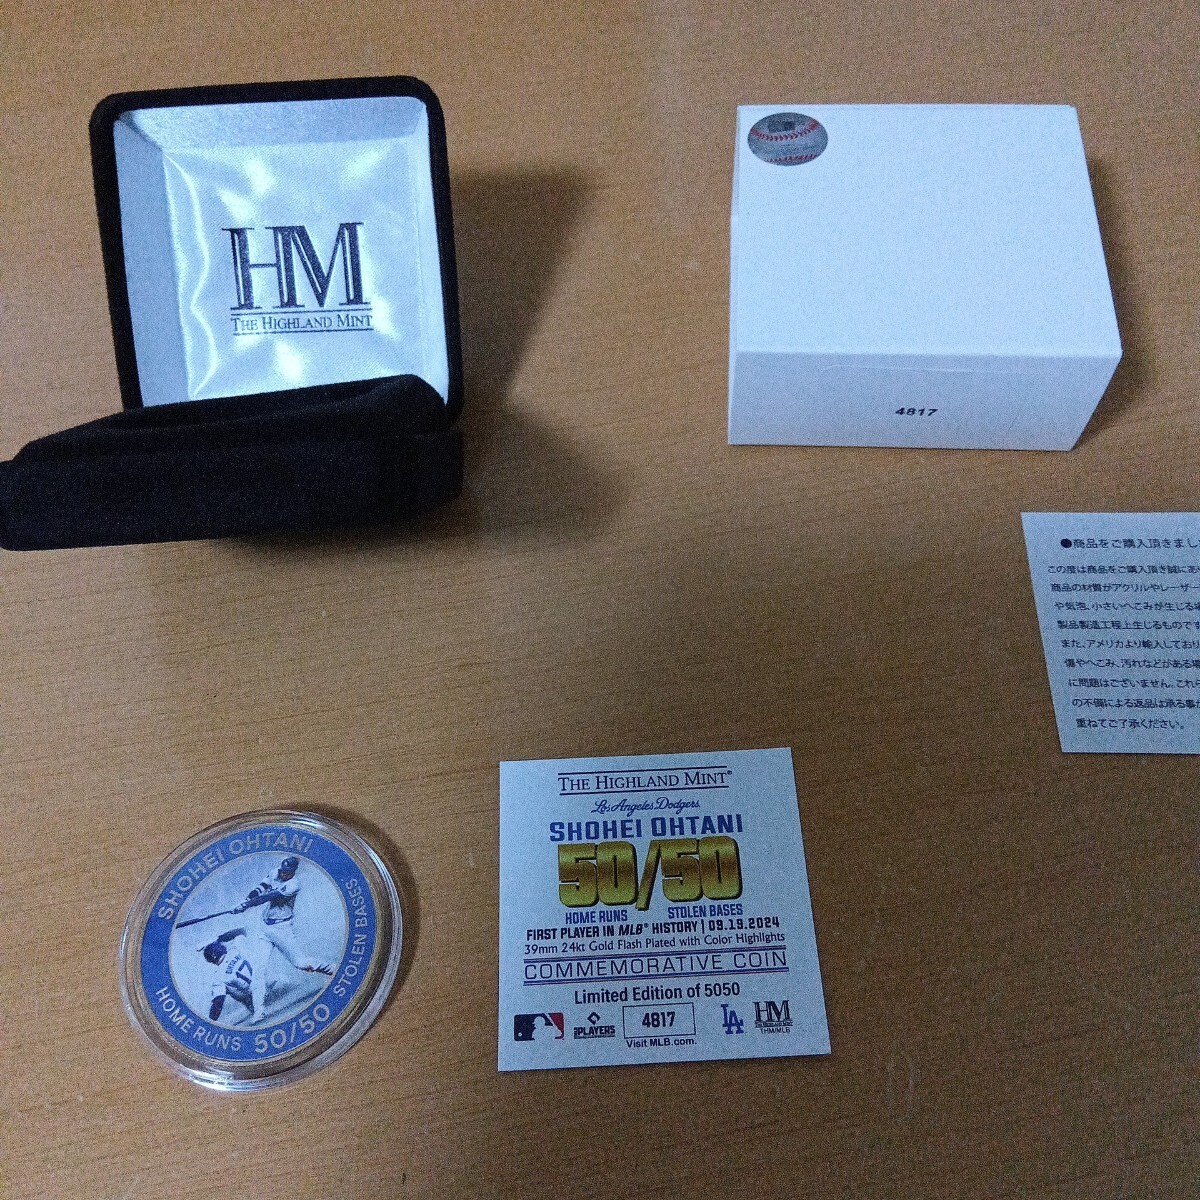 HM
THE HIGHLAND MINT
4817
●商品をご購入頂きまし
この度は商品をご購入頂き誠にあ
商品の材質がアクリルやレーザー
や気泡、小さいへこみが生じる
製品製造工程上生じるものです
また、アメリカより輸入しており
傷やへこみ、汚れなどがある場
に問題はございません。これら
の不備による返品は承る事が
重ねてご了承ください。
THE HIGHLAND MINT®
Los Angeles Dodgers
SHOHEI OHTANI
50/50
HOME RUNS STOLEN BASES
FIRST PLAYER IN MLB® HISTORY | 09.19.2024
39mm 24kt Gold Flash Plated with Color Highlights
COMMEMORATIVE COIN
Limited Edition of 5050
PLAYERS
4817
LA
HM
THE HIGHLAND MINT
THM/MLB
Visit MLB.com.
SHOHEI OHTANI
STOLEN BASES
HOME RUNS
50/50
OHTANI
17